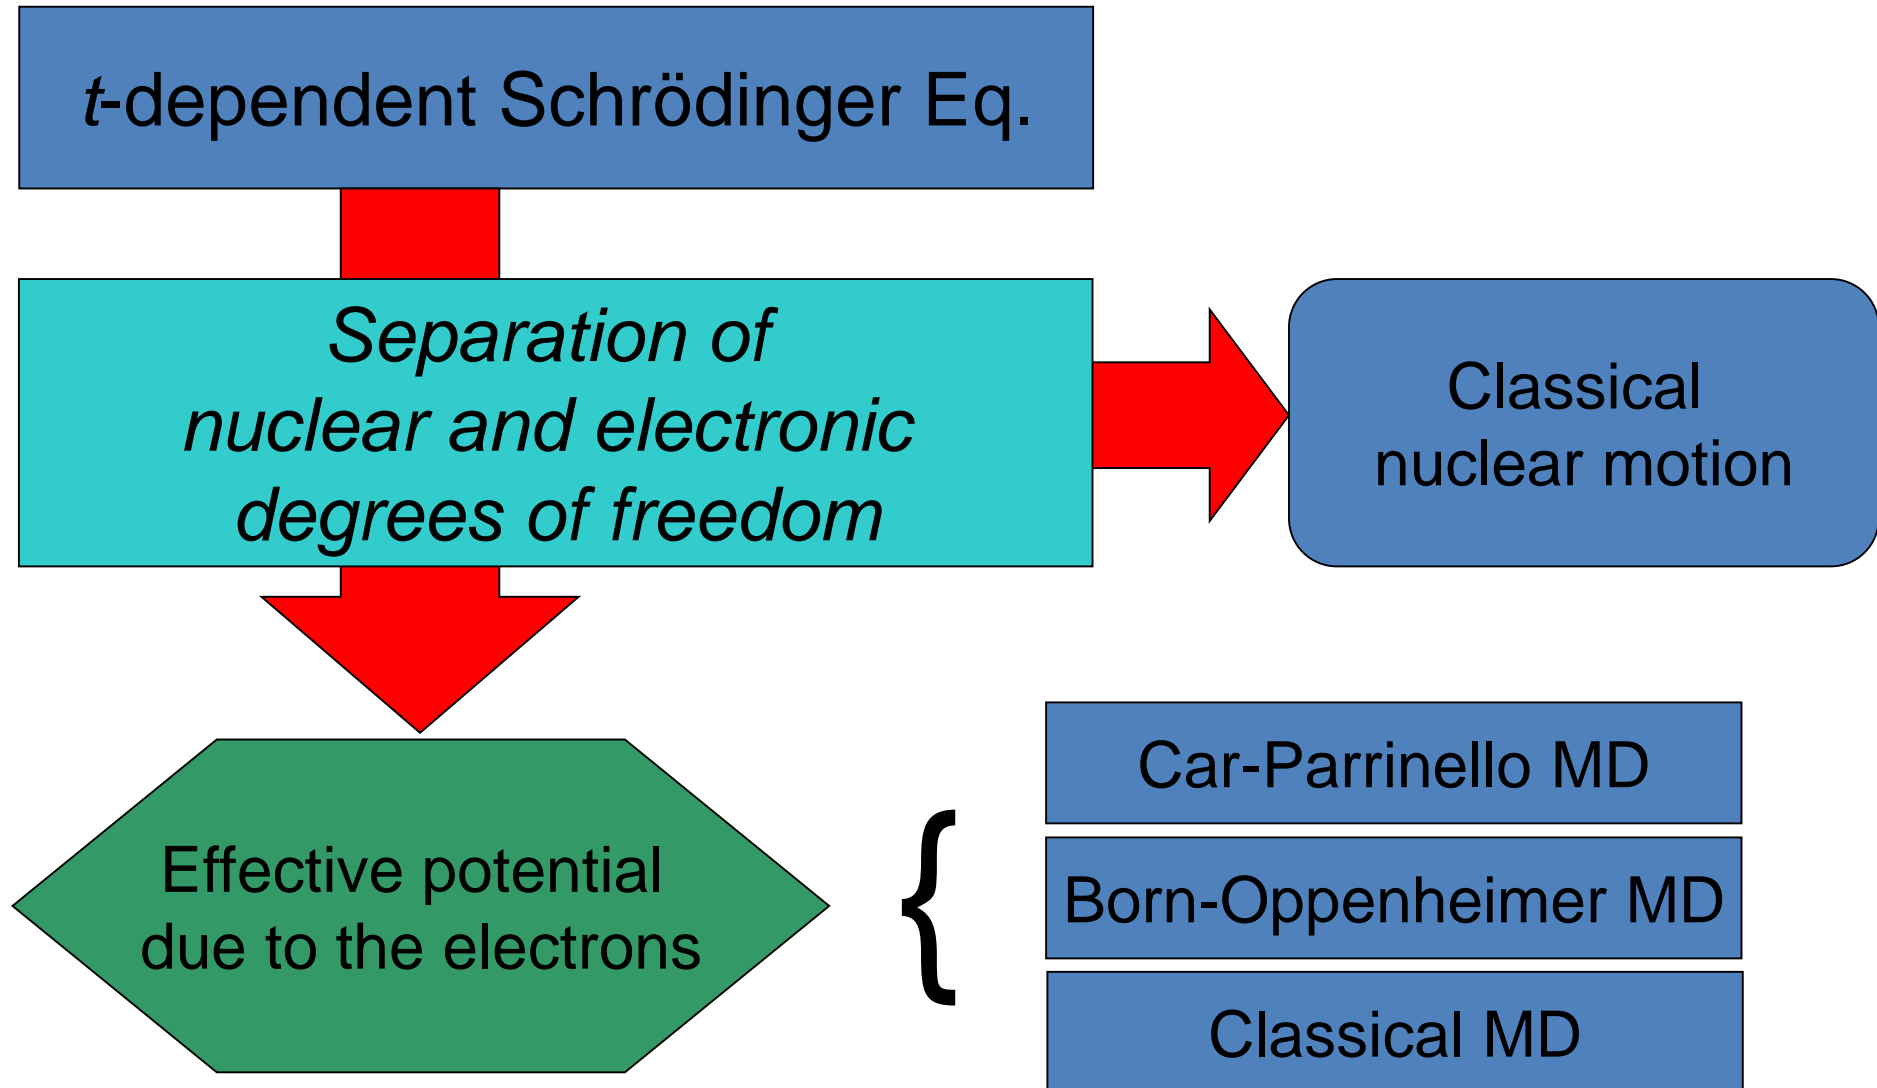 t-dependent Schrödinger Eq.
Separation of
nuclear and electronic
degrees of freedom
Classical
nuclear motion
Effective potential
due to the electrons
{
Car-Parrinello MD
Born-Oppenheimer MD
Classical MD